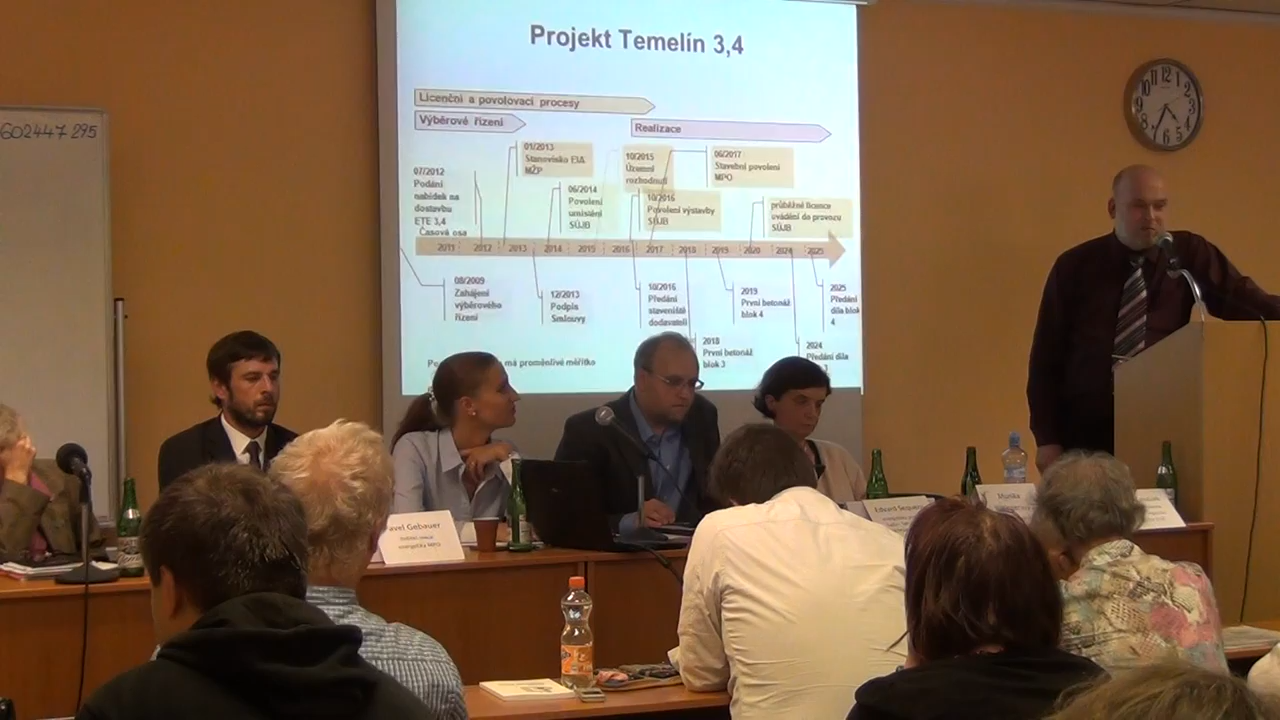 602447295
Projekt Temelín 3,4
Licenční a povolovací procesy
Výběrové řízení
Realizace
01/2013
Stanovisko EIA
MŽP
10/2015
Územní
rozhodnutí
06/2017
Stavební povolení
MPO
07/2012
Podání
nabídek na
dostavbu
ETE 3,4
06/2014
Povolení
umístění
SÚJB
10/2016
Povolení výstavby
SÚJB
průběžné licence
uvádění do provozu
SÚJB
Časová osa
2011 2012 2013 2014 2015 2016 2017 2018 2019 2020 2024 2025
08/2009
Zahájení
výběrového
řízení
12/2013
Podpis
Smlouvy
10/2016
Předání
staveniště
dodavateli
2019
První betonáž
blok 4
2025
Předání
díla blok
4
2018
První betonáž
blok 3
2024
Předání díla
má proměnlivé měřítko
Pavel Gebauer
energetika MPO
Eduard